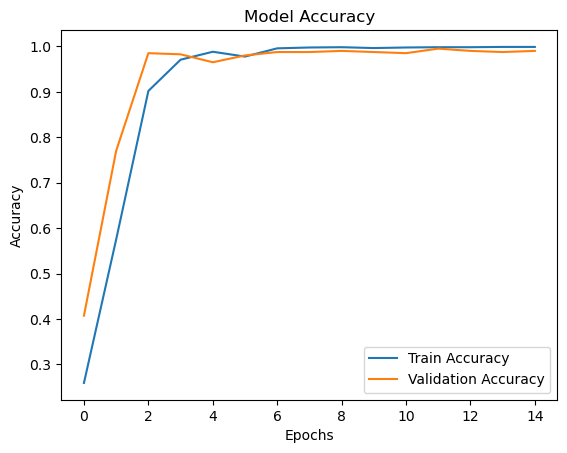 Model Accuracy
Accuracy
1.0
0.9
0.8
0.7
0.6
0.5
0.4
0.3
Train Accuracy
Validation Accuracy
0 2 4 6 8 10 12 14
Epochs